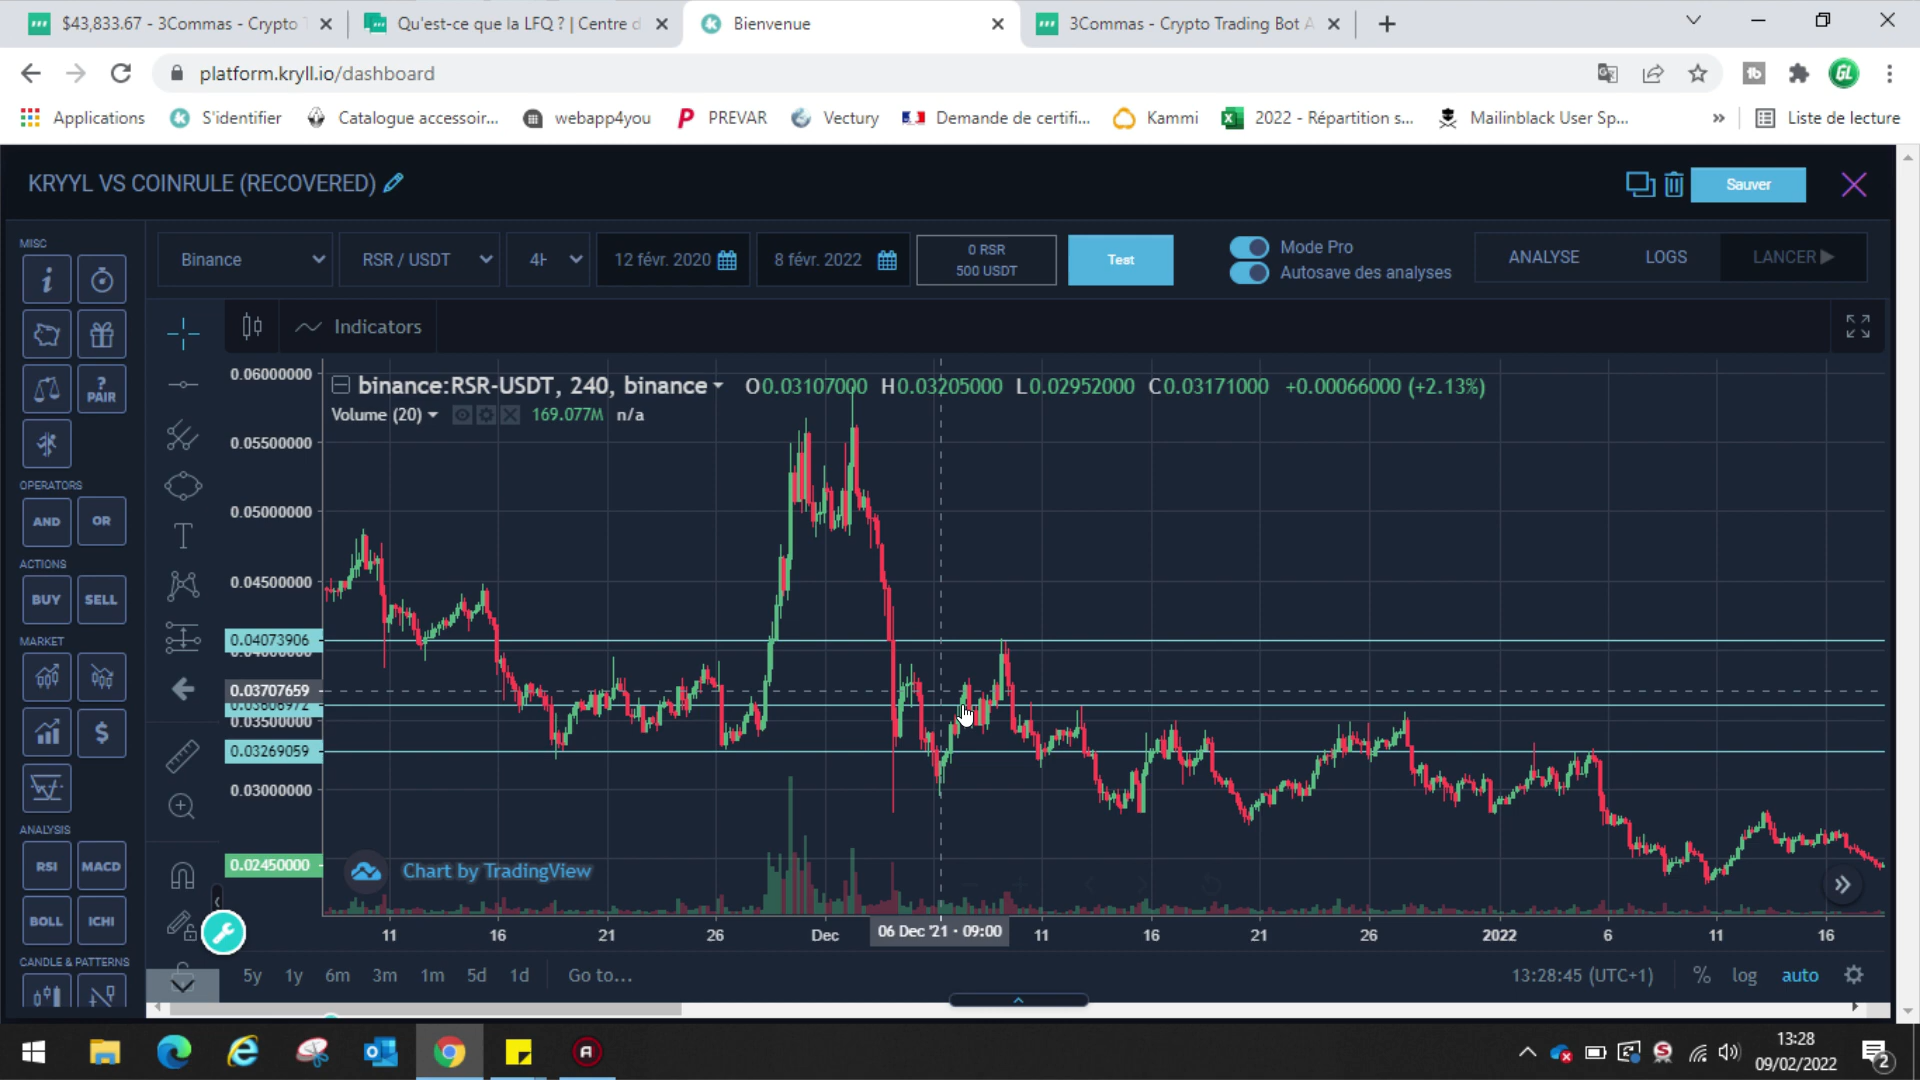 $43,833.67 - 3Commas - Crypto T
Qu'est-ce que la LFQ ? | Centre d
Bienvenue
3Commas - Crypto Trading Bot A
platform.kryll.io/dashboard
Applications
S'identifier
Catalogue accessoir...
webapp4you
PREVAR
Vectury
Demande de certifi...
Kammi
2022 - Répartition s...
Mailinblack User Sp...
»
Liste de lecture
KRYYL VS COINRULE (RECOVERED)
Sauver
MISC
Binance
RSR / USDT
4H
12 févr. 2020
8 févr. 2022
0 RSR
500 USDT
Test
Mode Pro
Autosave des analyses
ANALYSE
LOGS
LANCER
Indicators
? PAIR
OPERATORS
AND
OR
ACTIONS
BUY
SELL
MARKET
ANALYSIS
RSI
MACD
BOLL
ICHI
CANDLE & PATTERNS
binance:RSR-USDT, 240, binance
O0.03107000 H0.03205000 L0.02952000 C0.03171000 +0.00066000 (+2.13%)
Volume (20) 169.077M n/a
0.06000000
0.05500000
0.05000000
0.04500000
0.04073906
0.04000000
0.03707659
0.03606972
0.03500000
0.03269059
0.03000000
0.02450000
Chart by TradingView
11
16
21
26
Dec
06 Dec '21 · 09:00
11
16
21
26
2022
6
11
16
5y 1y 6m 3m 1m 5d 1d Go to...
13:28:45 (UTC+1) % log auto
13:28
09/02/2022
2